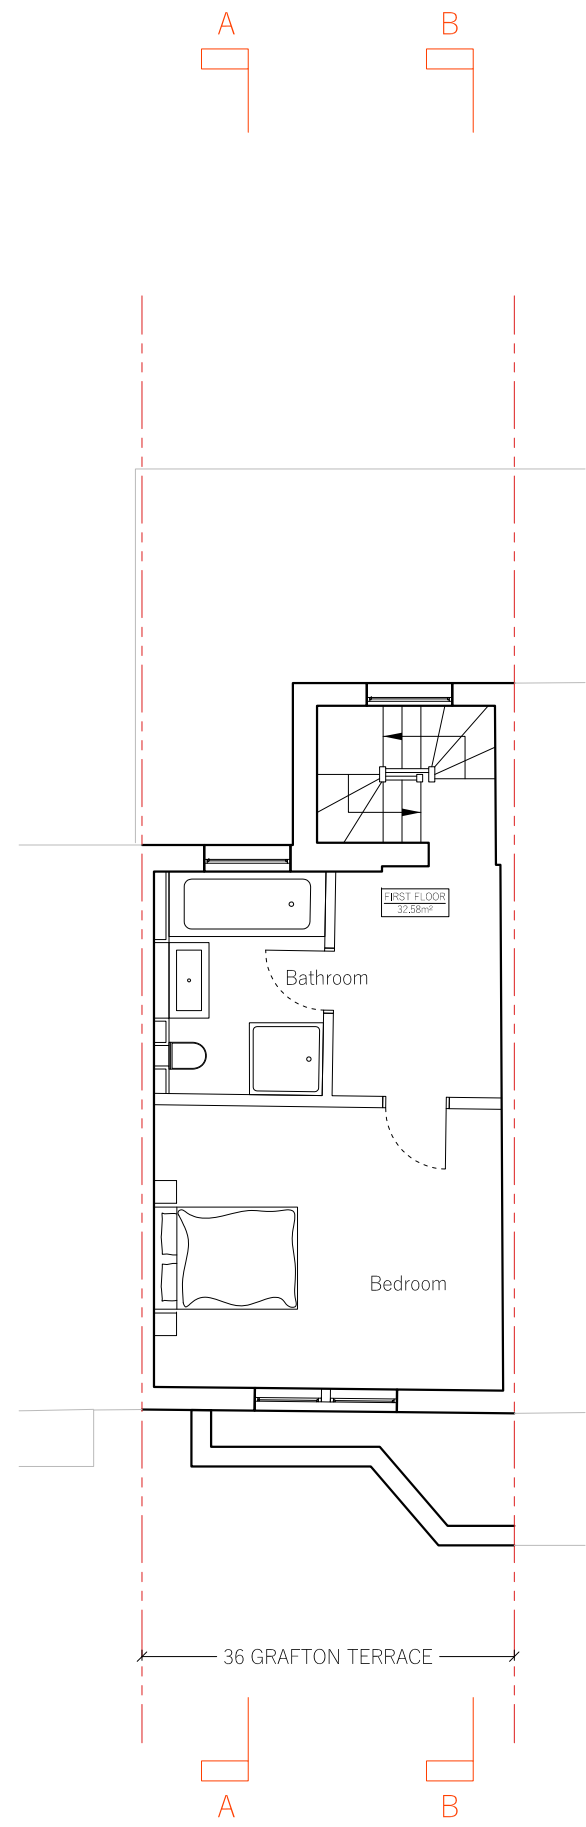 A
B
FIRST FLOOR
32.58m²
Bathroom
Bedroom
36 GRAFTON TERRACE
A
B